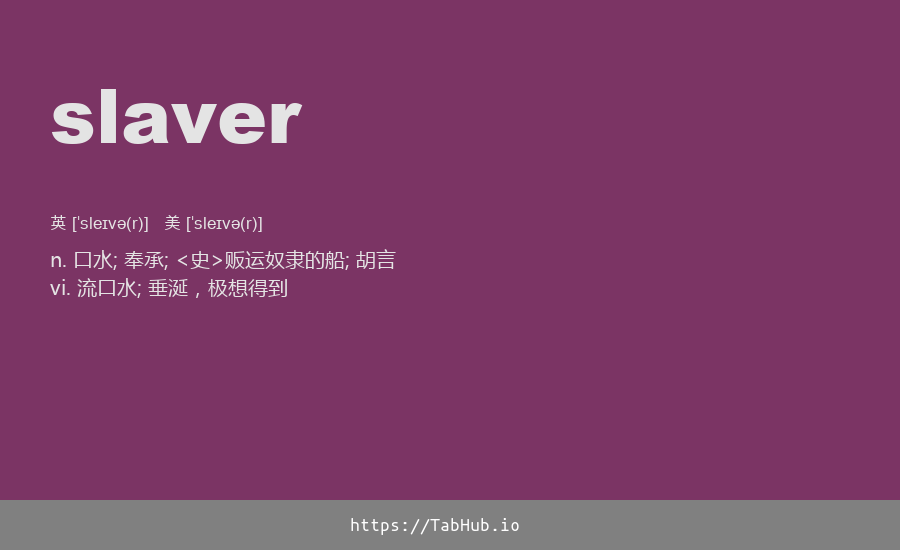 slaver
英 [ˈsleɪvə(r)] 美 [ˈsleɪvə(r)]
n. 口水; 奉承; <史>贩运奴隶的船; 胡言
vi. 流口水; 垂涎，极想得到
https://TabHub.io